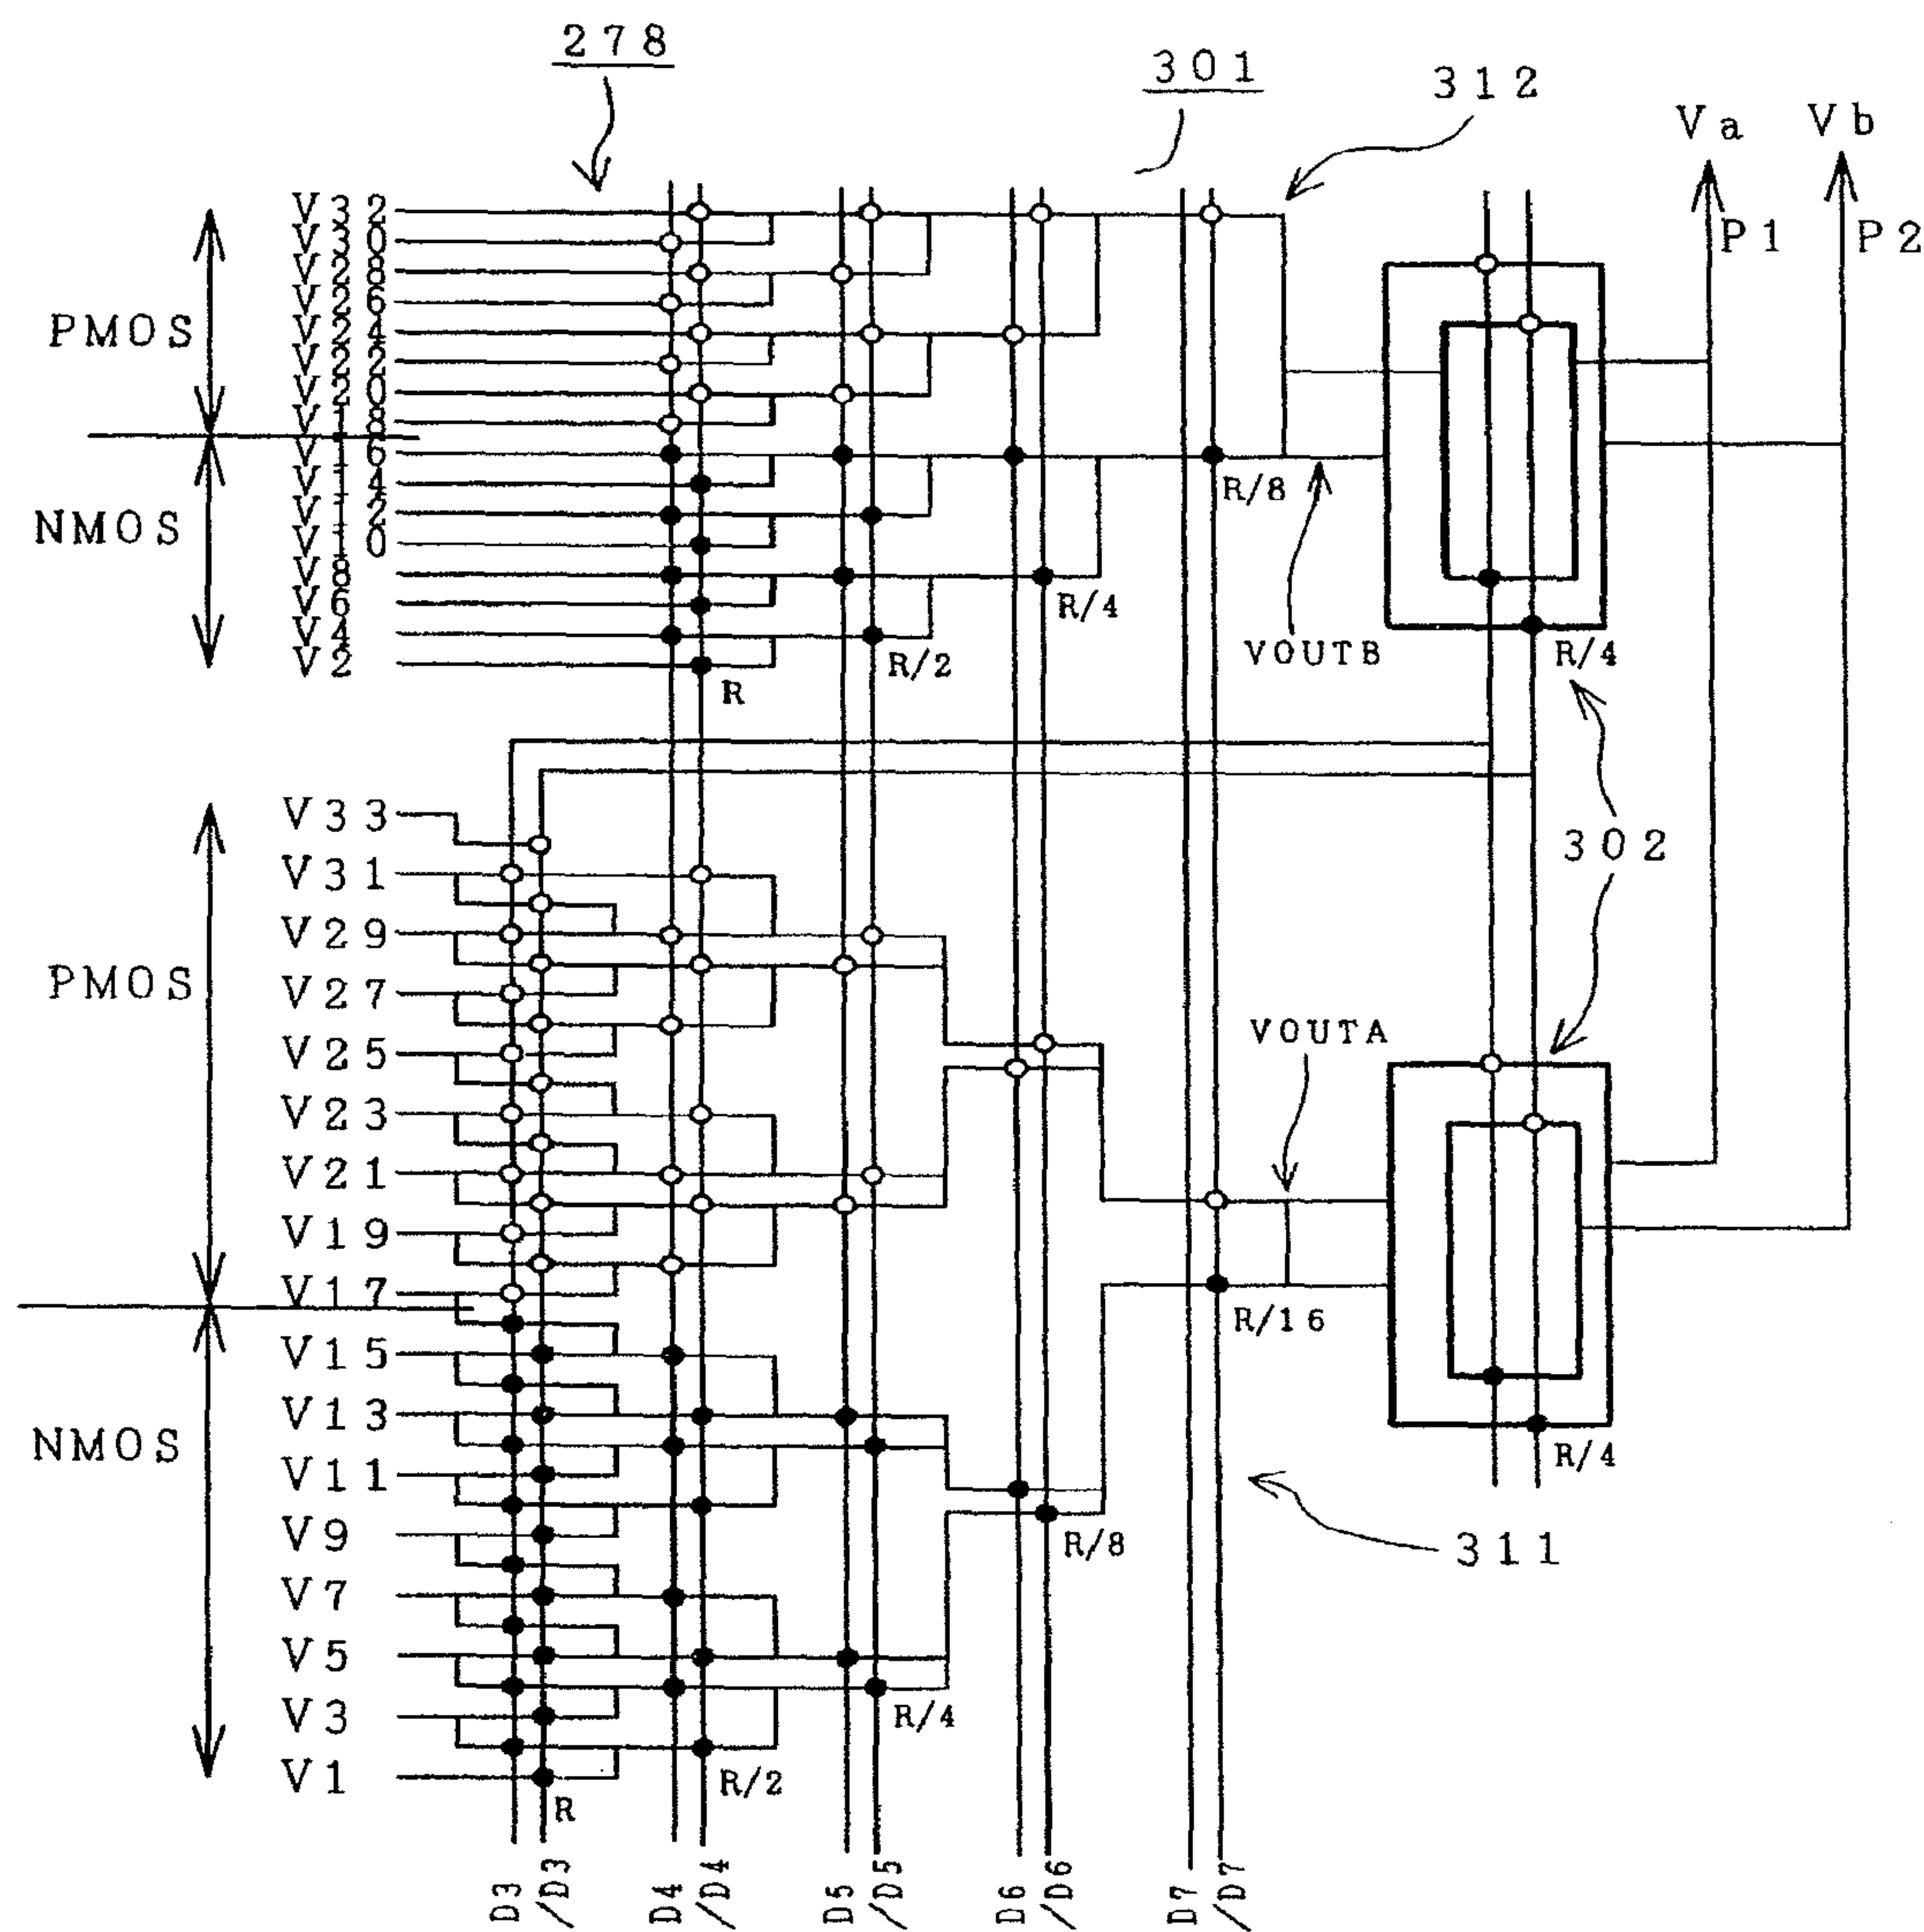 278
301
312
Va
Vb
P1
P2
V32
V30
V28
V26
V24
V22
V20
V18
V16
V14
V12
V10
V8
V6
V4
V2
PMOS
NMOS
R
R/2
R/4
R/8
VOUTB
R/4
302
V33
V31
V29
V27
V25
V23
V21
V19
V17
V15
V13
V11
V9
V7
V5
V3
V1
PMOS
NMOS
VOUTA
R/16
R/4
R/8
R/4
R/2
R
311
D3
/D3
D4
/D4
D5
/D5
D6
/D6
D7
/D7